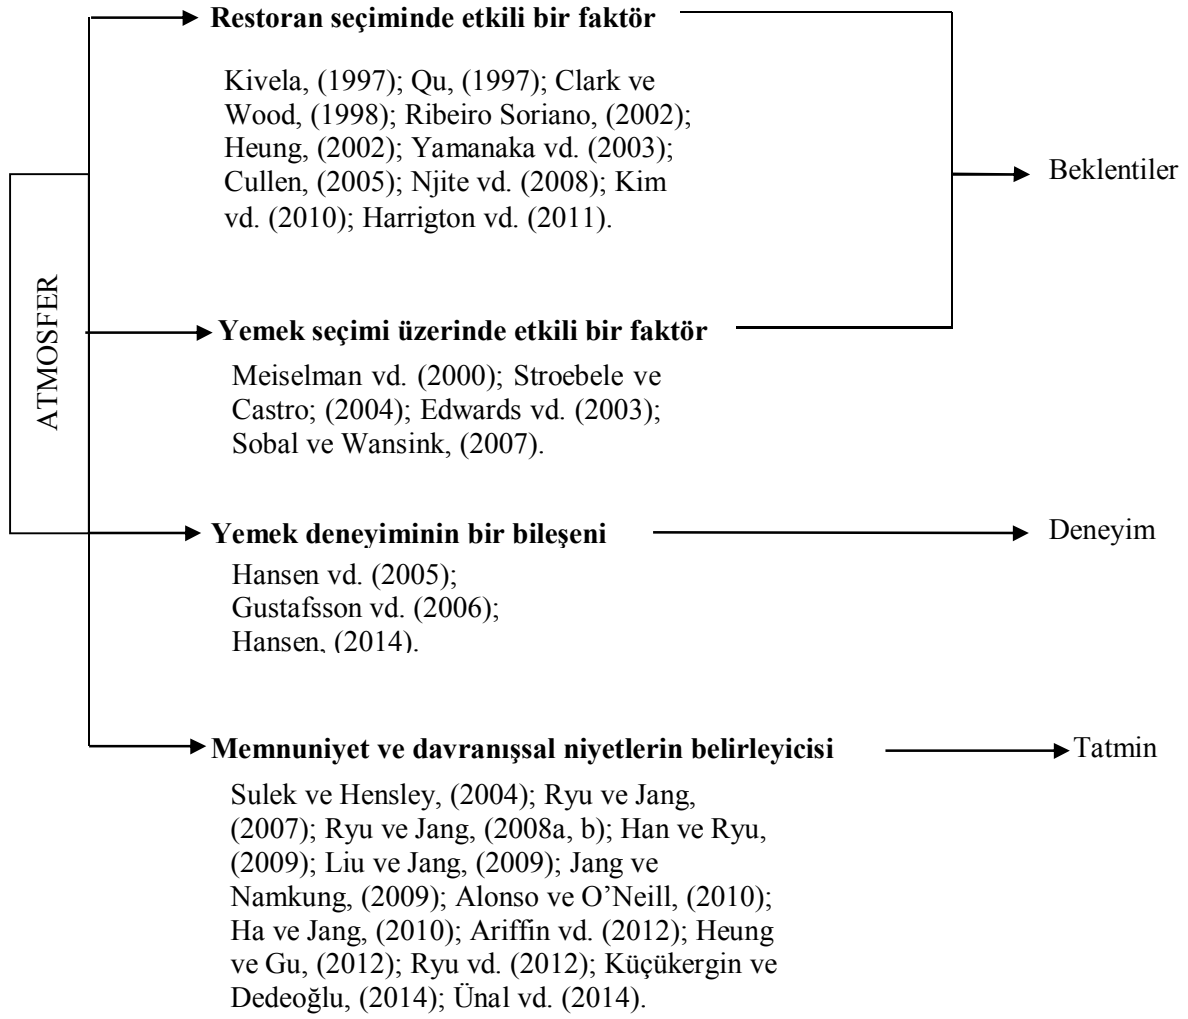 Restoran seçiminde etkili bir faktör
Kivela, (1997); Qu, (1997); Clark ve
Wood, (1998); Ribeiro Soriano, (2002);
Heung, (2002); Yamanaka vd. (2003);
Cullen, (2005); Njite vd. (2008); Kim
vd. (2010); Harrigton vd. (2011).
Beklentiler
ATMOSFER
Yemek seçimi üzerinde etkili bir faktör
Meiselman vd. (2000); Stroebele ve
Castro; (2004); Edwards vd. (2003);
Sobal ve Wansink, (2007).
Yemek deneyiminin bir bileşeni
Deneyim
Hansen vd. (2005);
Gustafsson vd. (2006);
Hansen, (2014).
Memnuniyet ve davranışsal niyetlerin belirleyicisi
Tatmin
Sulek ve Hensley, (2004); Ryu ve Jang,
(2007); Ryu ve Jang, (2008a, b); Han ve Ryu,
(2009); Liu ve Jang, (2009); Jang ve
Namkung, (2009); Alonso ve O’Neill, (2010);
Ha ve Jang, (2010); Ariffin vd. (2012); Heung
ve Gu, (2012); Ryu vd. (2012); Küçükergin ve
Dedeoğlu, (2014); Ünal vd. (2014).